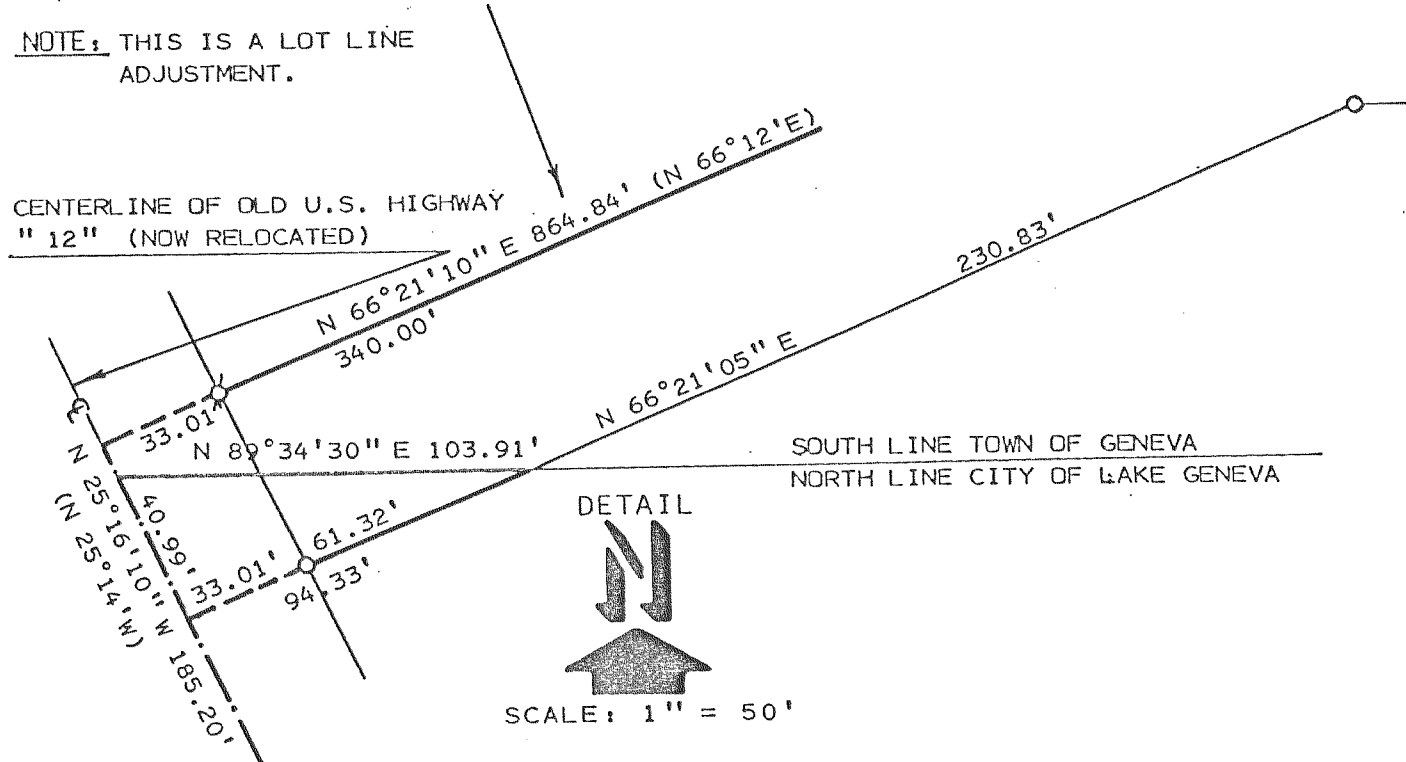 NOTE: THIS IS A LOT LINE
ADJUSTMENT.
CENTERLINE OF OLD U.S. HIGHWAY
"12" (NOW RELOCATED)
N 66°21'10" E 864.84' (N 66°12'E)
340.00'
230.83'
N 66°21'05" E
33.01'
N 89°34'30" E 103.91'
SOUTH LINE TOWN OF GENEVA
NORTH LINE CITY OF LAKE GENEVA
N 25°16'10" W 185.20'
(N 25°14'W)
40.99'
61.32'
33.01'
94.33'
DETAIL
N
SCALE: 1" = 50'